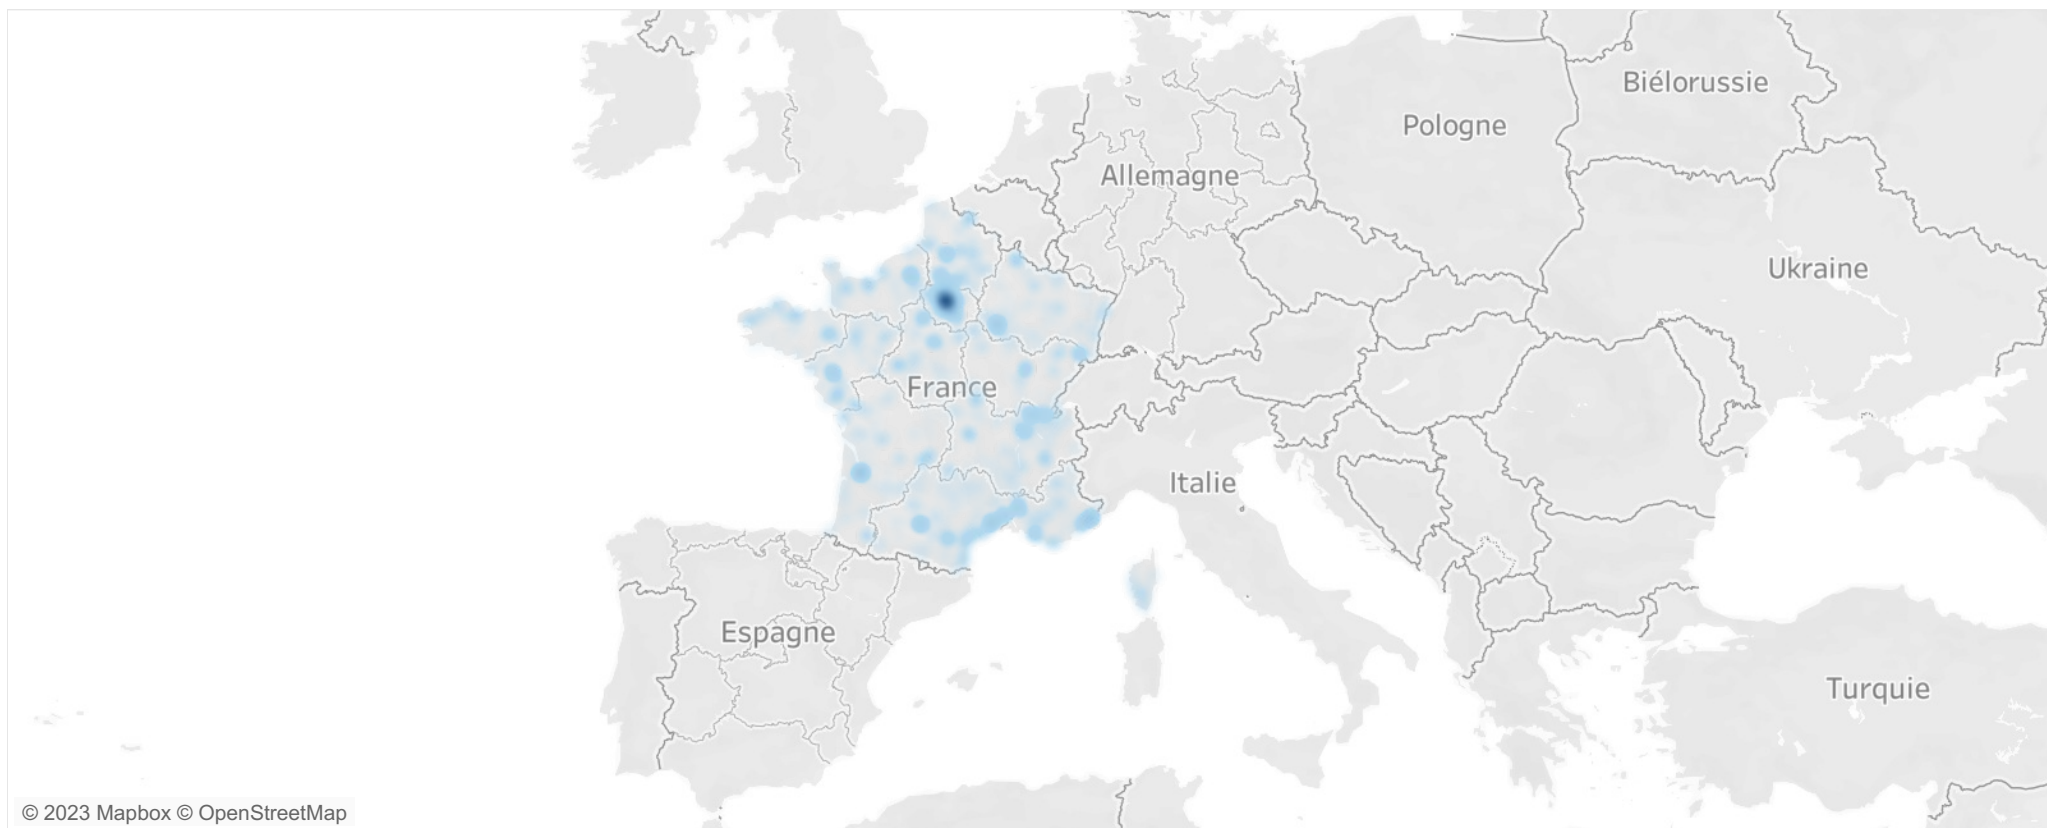 Biélorussie
Pologne
Allemagne
Ukraine
France
Italie
Espagne
Turquie
© 2023 Mapbox © OpenStreetMap